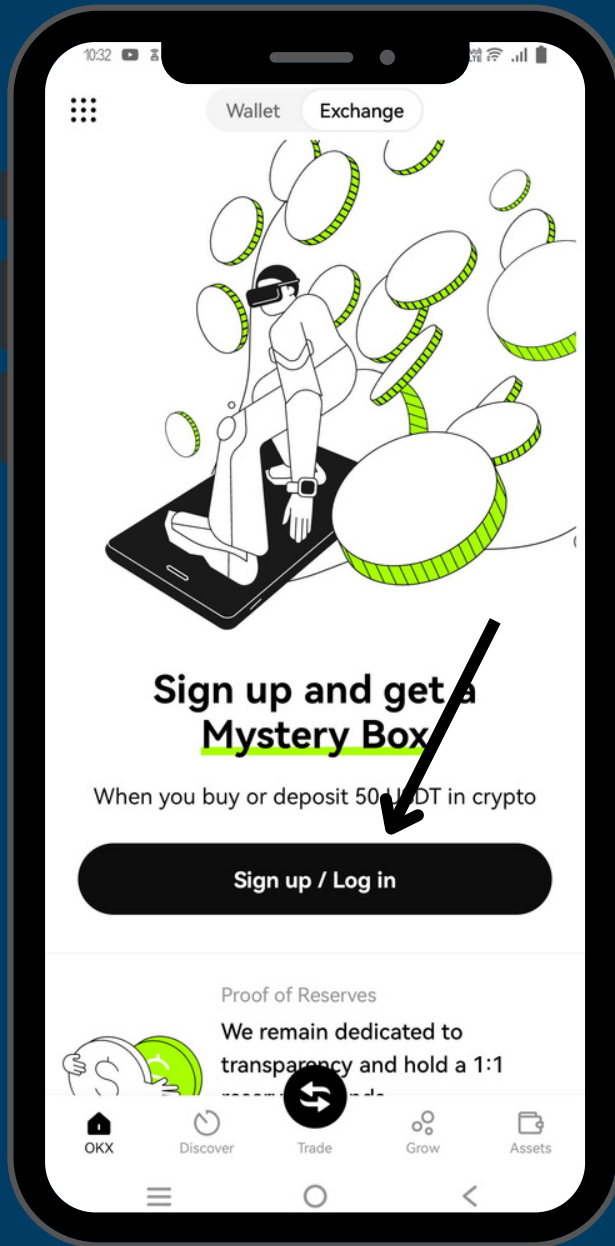 10:32
Wallet Exchange
Sign up and get a
Mystery Box
When you buy or deposit 50 USDT in crypto
Sign up / Log in
Proof of Reserves
We remain dedicated to
transparency and hold a 1:1
OKX Discover Trade Grow Assets